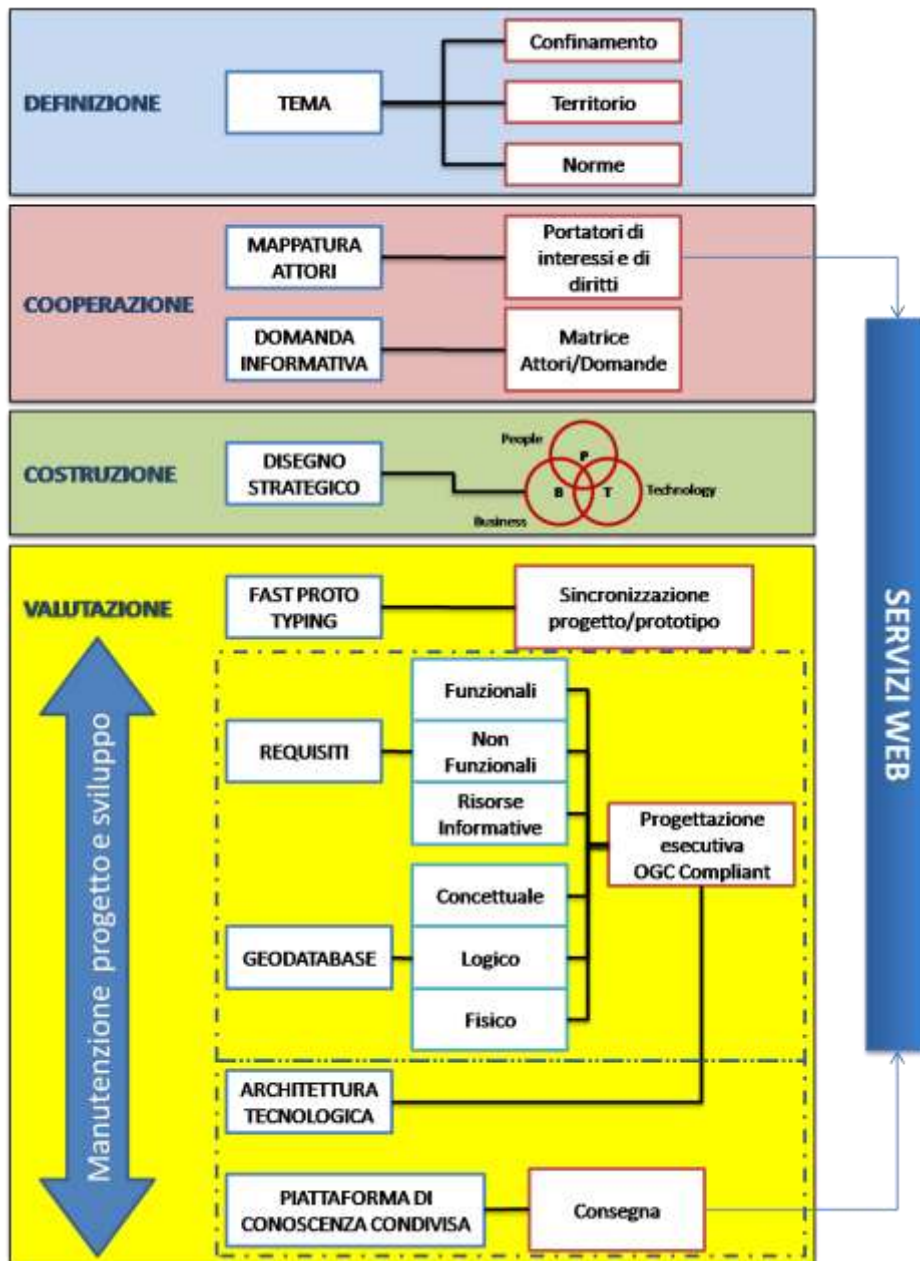 DEFINIZIONE
TEMA
Confinamento
Territorio
Norme
COOPERAZIONE
MAPPATURA
ATTORI
Portatori di
interessi e di
diritti
DOMANDA
INFORMATIVA
Matrice
Attori/Domande
COSTRUZIONE
DISEGNO
STRATEGICO
People
P
B
T
Technology
Business
VALUTAZIONE
FAST PROTO
TYPING
Sincronizzazione
progetto/prototipo
Manutenzione progetto e sviluppo
REQUISITI
Funzionali
Non
Funzionali
Risorse
Informative
Progettazione
esecutiva
OGC Compliant
GEODATABASE
Concettuale
Logico
Fisico
ARCHITETTURA
TECNOLOGICA
PIATTAFORMA DI
CONOSCENZA CONDIVISA
Consegna
SERVIZI WEB